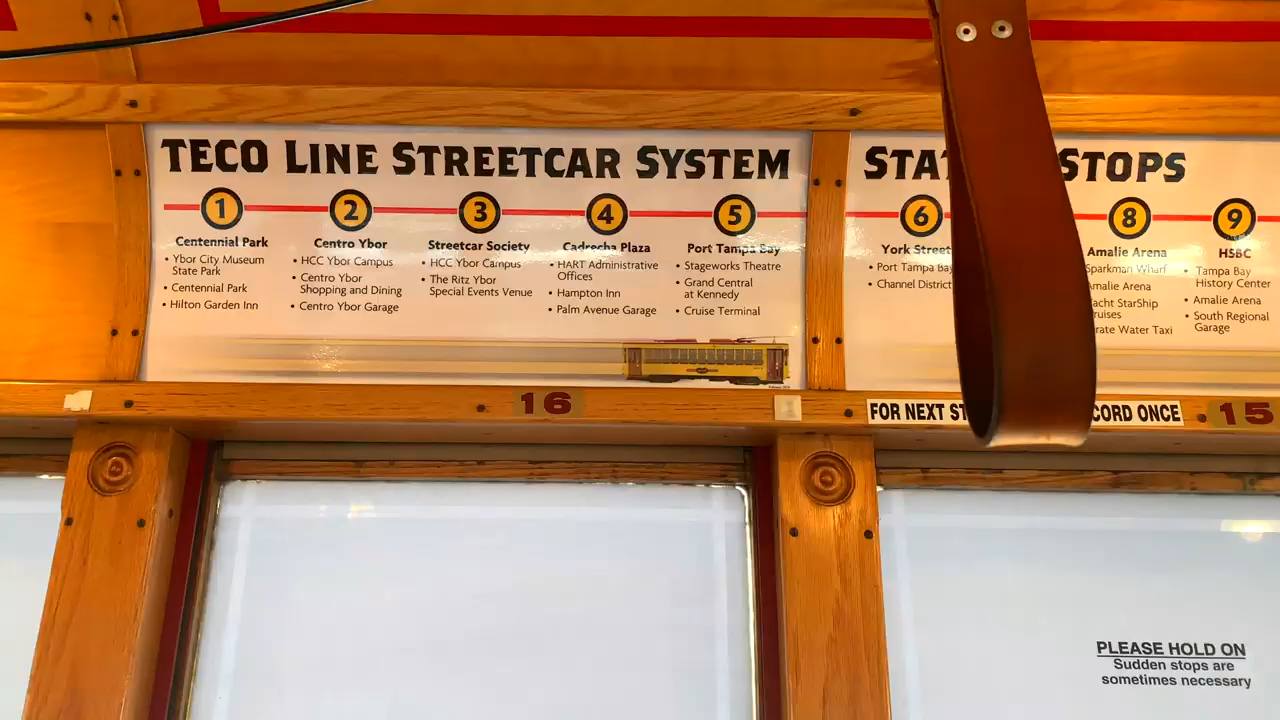 TECO LINE STREETCAR SYSTEM
1
Centennial Park
• Ybor City Museum
State Park
• Centennial Park
• Hilton Garden Inn
2
Centro Ybor
• HCC Ybor Campus
• Centro Ybor
Shopping and Dining
• Centro Ybor Garage
3
Streetcar Society
• HCC Ybor Campus
• The Ritz Ybor
Special Events Venue
4
Cadrecha Plaza
• HART Administrative
Offices
• Hampton Inn
• Palm Avenue Garage
5
Port Tampa Bay
• Stageworks Theatre
• Grand Central
at Kennedy
• Cruise Terminal
STAT STOPS
6
York Street
• Port Tampa Bay
• Channel District
8
Amalie Arena
Sparkman Wharf
Amalie Arena
Yacht StarShip
ruises
rate Water Taxi
9
HSBC
• Tampa Bay
History Center
• Amalie Arena
• South Regional
Garage
16
FOR NEXT ST CORD ONCE
15
PLEASE HOLD ON
Sudden stops are
sometimes necessary